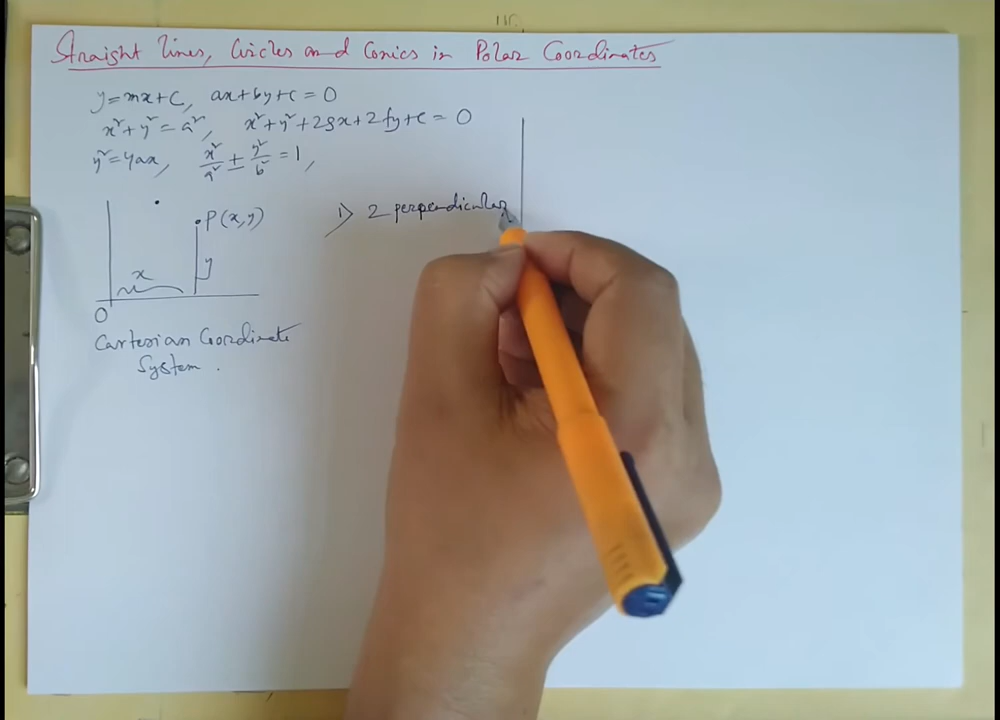 Straight lines, Circles and Conics in Polar Coordinates
y=mx+c, ax+by+c=0
x²+y²=a², x²+y²+2gx+2fy+c=0
y²=4ax, x²/a² ± y²/b² =1,
P(x,y)
1> 2 perpendicular
x
y
O
Cartesian Coordinate
System.